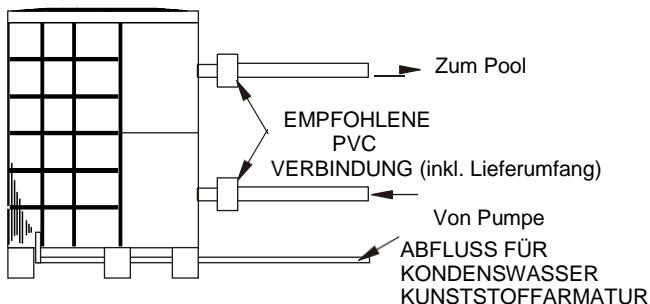 Zum Pool
EMPFOHLENE
PVC
VERBINDUNG (inkl. Lieferumfang)
Von Pumpe
ABFLUSS FÜR
KONDENSWASSER
KUNSTSTOFFARMATUR